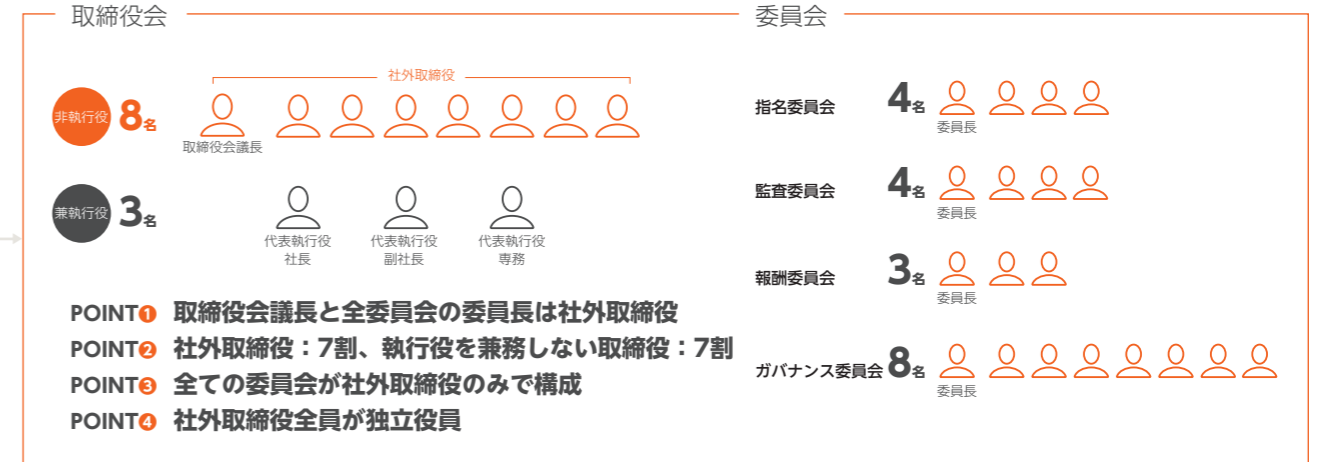 取締役会
社外取締役
非執行役 8名
取締役会議長
兼執行役 3名
代表執行役
社長
代表執行役
副社長
代表執行役
専務
POINT❶ 取締役会議長と全委員会の委員長は社外取締役
POINT❷ 社外取締役：7割、執行役を兼務しない取締役：7割
POINT❸ 全ての委員会が社外取締役のみで構成
POINT❹ 社外取締役全員が独立役員
委員会
指名委員会 4名
委員長
監査委員会 4名
委員長
報酬委員会 3名
委員長
ガバナンス委員会 8名
委員長